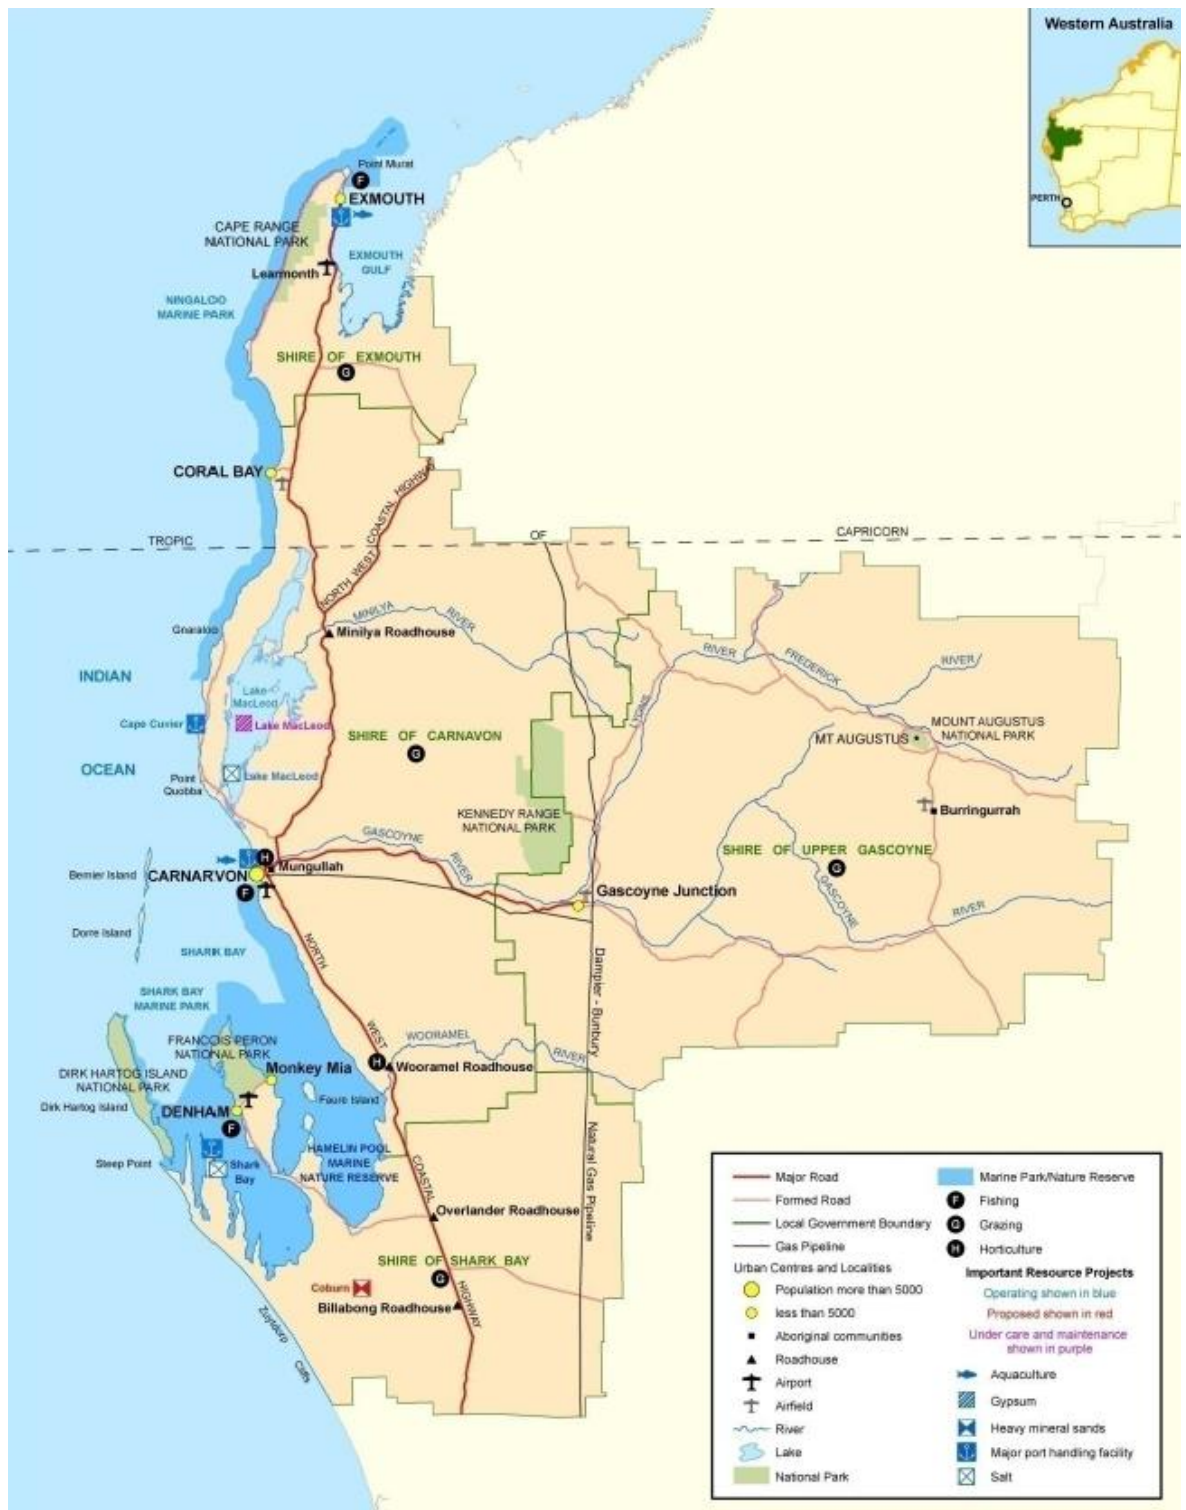 Western Australia
PERTH
Point Murat
F
EXMOUTH
CAPE RANGE
NATIONAL PARK
EXMOUTH
GULF
Learmonth
NINGALOO
MARINE PARK
SHIRE OF EXMOUTH
G
CORAL BAY
NORTH WEST COASTAL HIGHWAY
TROPIC
OF
CAPRICORN
MINILYA
RIVER
Gnaraloo
Minilya Roadhouse
RIVER
FREDERICK
RIVER
INDIAN
Lake
MacLeod
LYONS
Cape Cuvier
Lake MacLeod
SHIRE OF CARNAVON
G
MOUNT AUGUSTUS
NATIONAL PARK
MT AUGUSTUS
OCEAN
Point
Quobba
Lake MacLeod
KENNEDY RANGE
NATIONAL PARK
Burringurrah
GASCOYNE
RIVER
SHIRE OF UPPER GASCOYNE
G
H
Mungullah
Bernier Island
CARNARVON
F
Gascoyne Junction
GASCOYNE
RIVER
Dorre Island
SHARK BAY
NORTH
SHARK BAY
MARINE PARK
Dampier - Bunbury
WEST
WOORAMEL
RIVER
FRANCOIS PERON
NATIONAL PARK
H
Wooramel Roadhouse
Monkey Mia
DIRK HARTOG ISLAND
NATIONAL PARK
Dirk Hartog Island
Faure Island
DENHAM
F
Natural Gas Pipeline
Steep Point
Shark
Bay
HAMELIN POOL
MARINE
NATURE RESERVE
COASTAL
Overlander Roadhouse
SHIRE OF SHARK BAY
G
Coburn
Billabong Roadhouse
HIGHWAY
Zuytdorp
Cliffs
Major Road
Formed Road
Local Government Boundary
Gas Pipeline
Urban Centres and Localities
Population more than 5000
less than 5000
Aboriginal communities
Roadhouse
Airport
Airfield
River
Lake
National Park
Marine Park/Nature Reserve
F Fishing
G Grazing
H Horticulture
Important Resource Projects
Operating shown in blue
Proposed shown in red
Under care and maintenance
shown in purple
Aquaculture
Gypsum
Heavy mineral sands
Major port handling facility
Salt